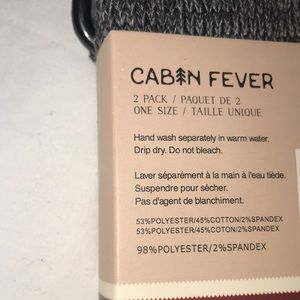 CABIN FEVER
2 PACK / PAQUET DE 2
ONE SIZE / TAILLE UNIQUE
Hand wash separately in warm water.
Drip dry. Do not bleach.
Laver séparément à la main à l'eau tiède.
Suspendre pour sécher.
Pas d'agent de blanchiment.
53%POLYESTER/45%COTTON/2%SPANDEX
53%POLYESTER/45%COTON/2%SPANDEX
98%POLYESTER/2%SPANDEX